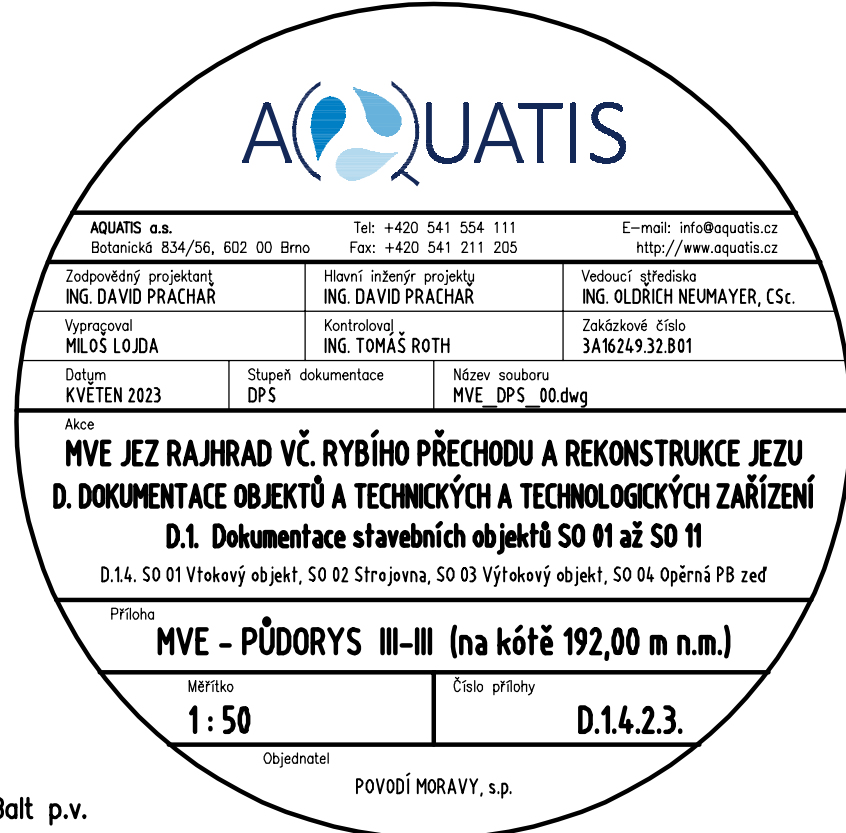 AQUATIS
AQUATIS a.s. Tel: +420 541 554 111 E-mail: info@aquatis.cz
Botanická 834/56, 602 00 Brno Fax: +420 541 211 205 http://www.aquatis.cz
Zodpovědný projektant Hlavní inženýr projektu Vedoucí střediska
ING. DAVID PRACHAŘ ING. DAVID PRACHAŘ ING. OLDŘICH NEUMAYER, CSc.
Vypracoval Kontroloval Zakázkové číslo
MILOŠ LOJDA ING. TOMÁŠ ROTH 3A16249.32.B01
Datum Stupeň dokumentace Název souboru
KVĚTEN 2023 DPS MVE_DPS_00.dwg
Akce
MVE JEZ RAJHRAD VČ. RYBÍHO PŘECHODU A REKONSTRUKCE JEZU
D. DOKUMENTACE OBJEKTŮ A TECHNICKÝCH A TECHNOLOGICKÝCH ZAŘÍZENÍ
D.1. Dokumentace stavebních objektů SO 01 až SO 11
D.1.4. SO 01 Vtokový objekt, SO 02 Strojovna, SO 03 Výtokový objekt, SO 04 Opěrná PB zeď
Příloha
MVE - PŮDORYS III-III (na kótě 192,00 m n.m.)
Měřítko Číslo přílohy
1 : 50 D.1.4.2.3.
Objednatel
POVODÍ MORAVY, s.p.
Balt p.v.